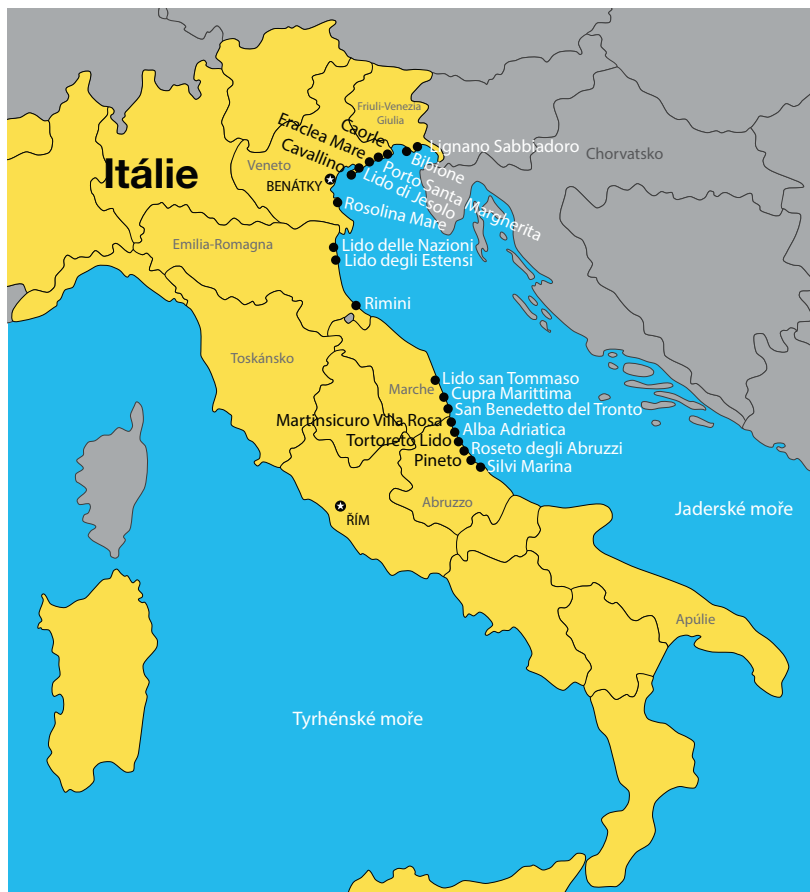 Friuli-Venezia
Giulia
Caorle
Eraclea Mare
Cavallino
Lignano Sabbiadoro
Bibione
Porto Santa Margherita
Lido di Jesolo
Chorvatsko
Itálie
Veneto
BENÁTKY
Rosolina Mare
Emilia-Romagna
Lido delle Nazioni
Lido degli Estensi
Rimini
Toskánsko
Marche
Lido san Tommaso
Cupra Marittima
San Benedetto del Tronto
Martinsicuro Villa Rosa
Alba Adriatica
Tortoreto Lido
Roseto degli Abruzzi
Pineto
Silvi Marina
Abruzzo
ŘÍM
Jaderské moře
Apúlie
Tyrhénské moře